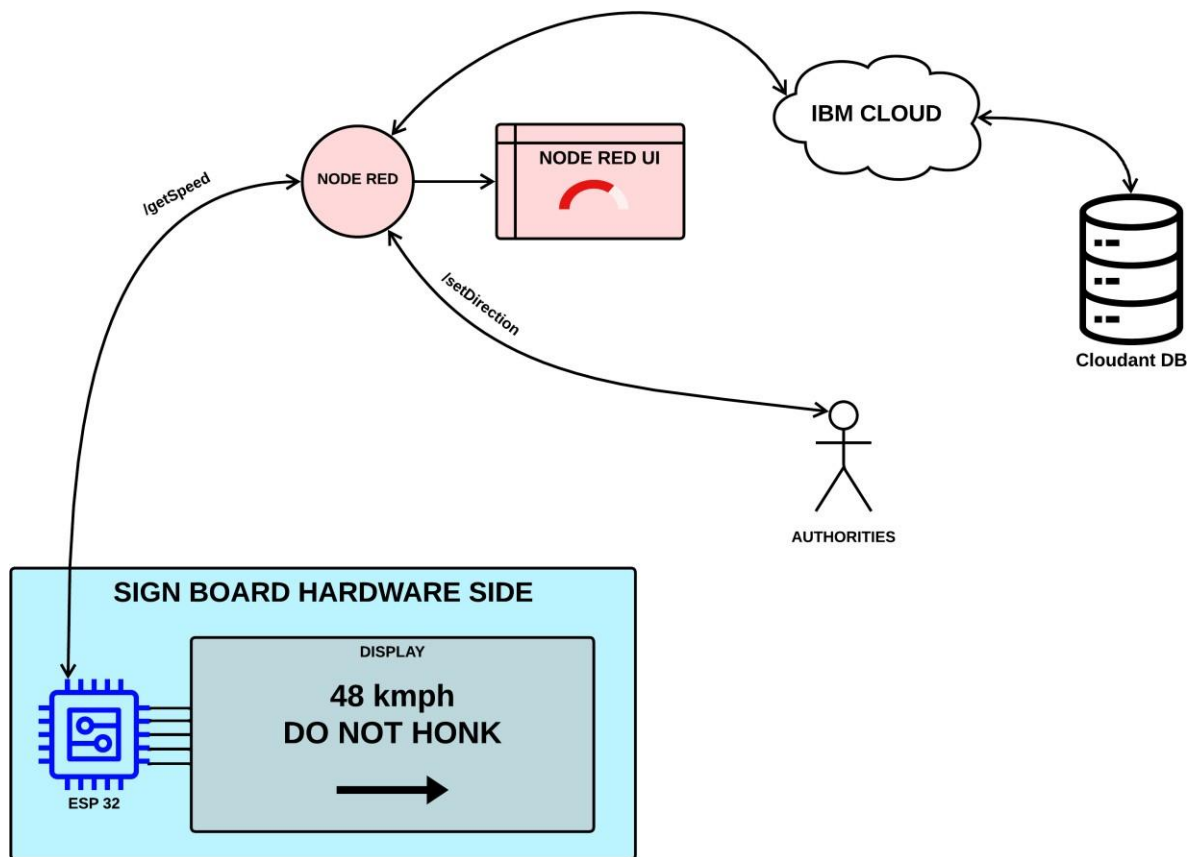 IBM CLOUD
NODE RED UI
NODE RED
/getSpeed
/setDirection
Cloudant DB
AUTHORITIES
SIGN BOARD HARDWARE SIDE
DISPLAY
48 kmph
DO NOT HONK
ESP 32